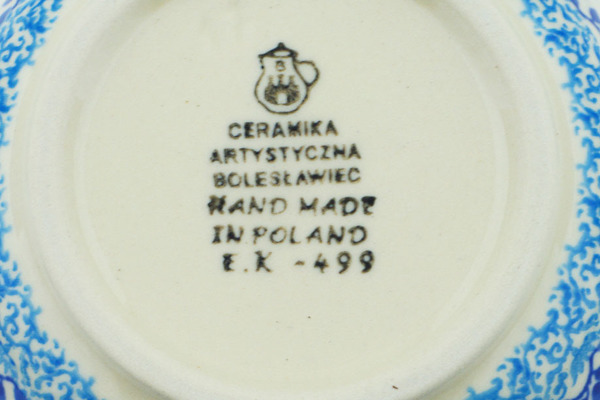 B
CERAMIKA
ARTYSTYCZNA
BOLESŁAWIEC
HAND MADE
IN POLAND
E.K -499